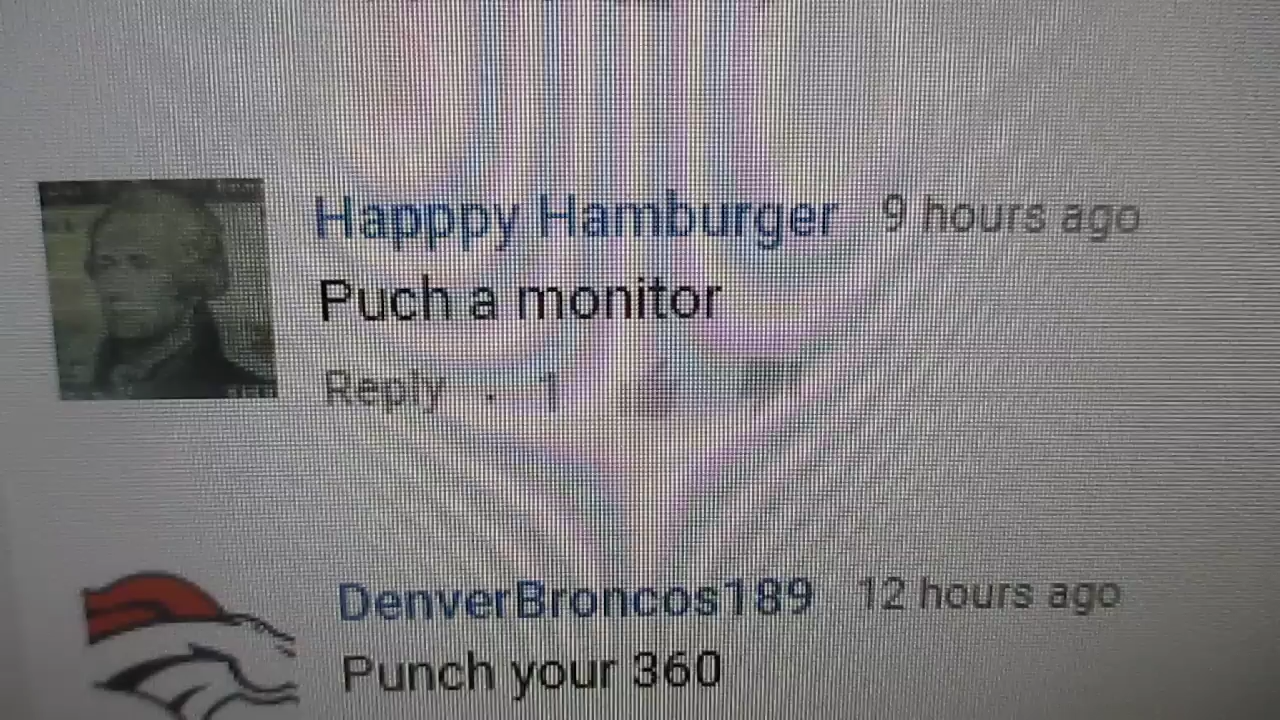 Happpy Hamburger 9 hours ago
Puch a monitor
Reply · 1
DenverBroncos189 12 hours ago
Punch your 360